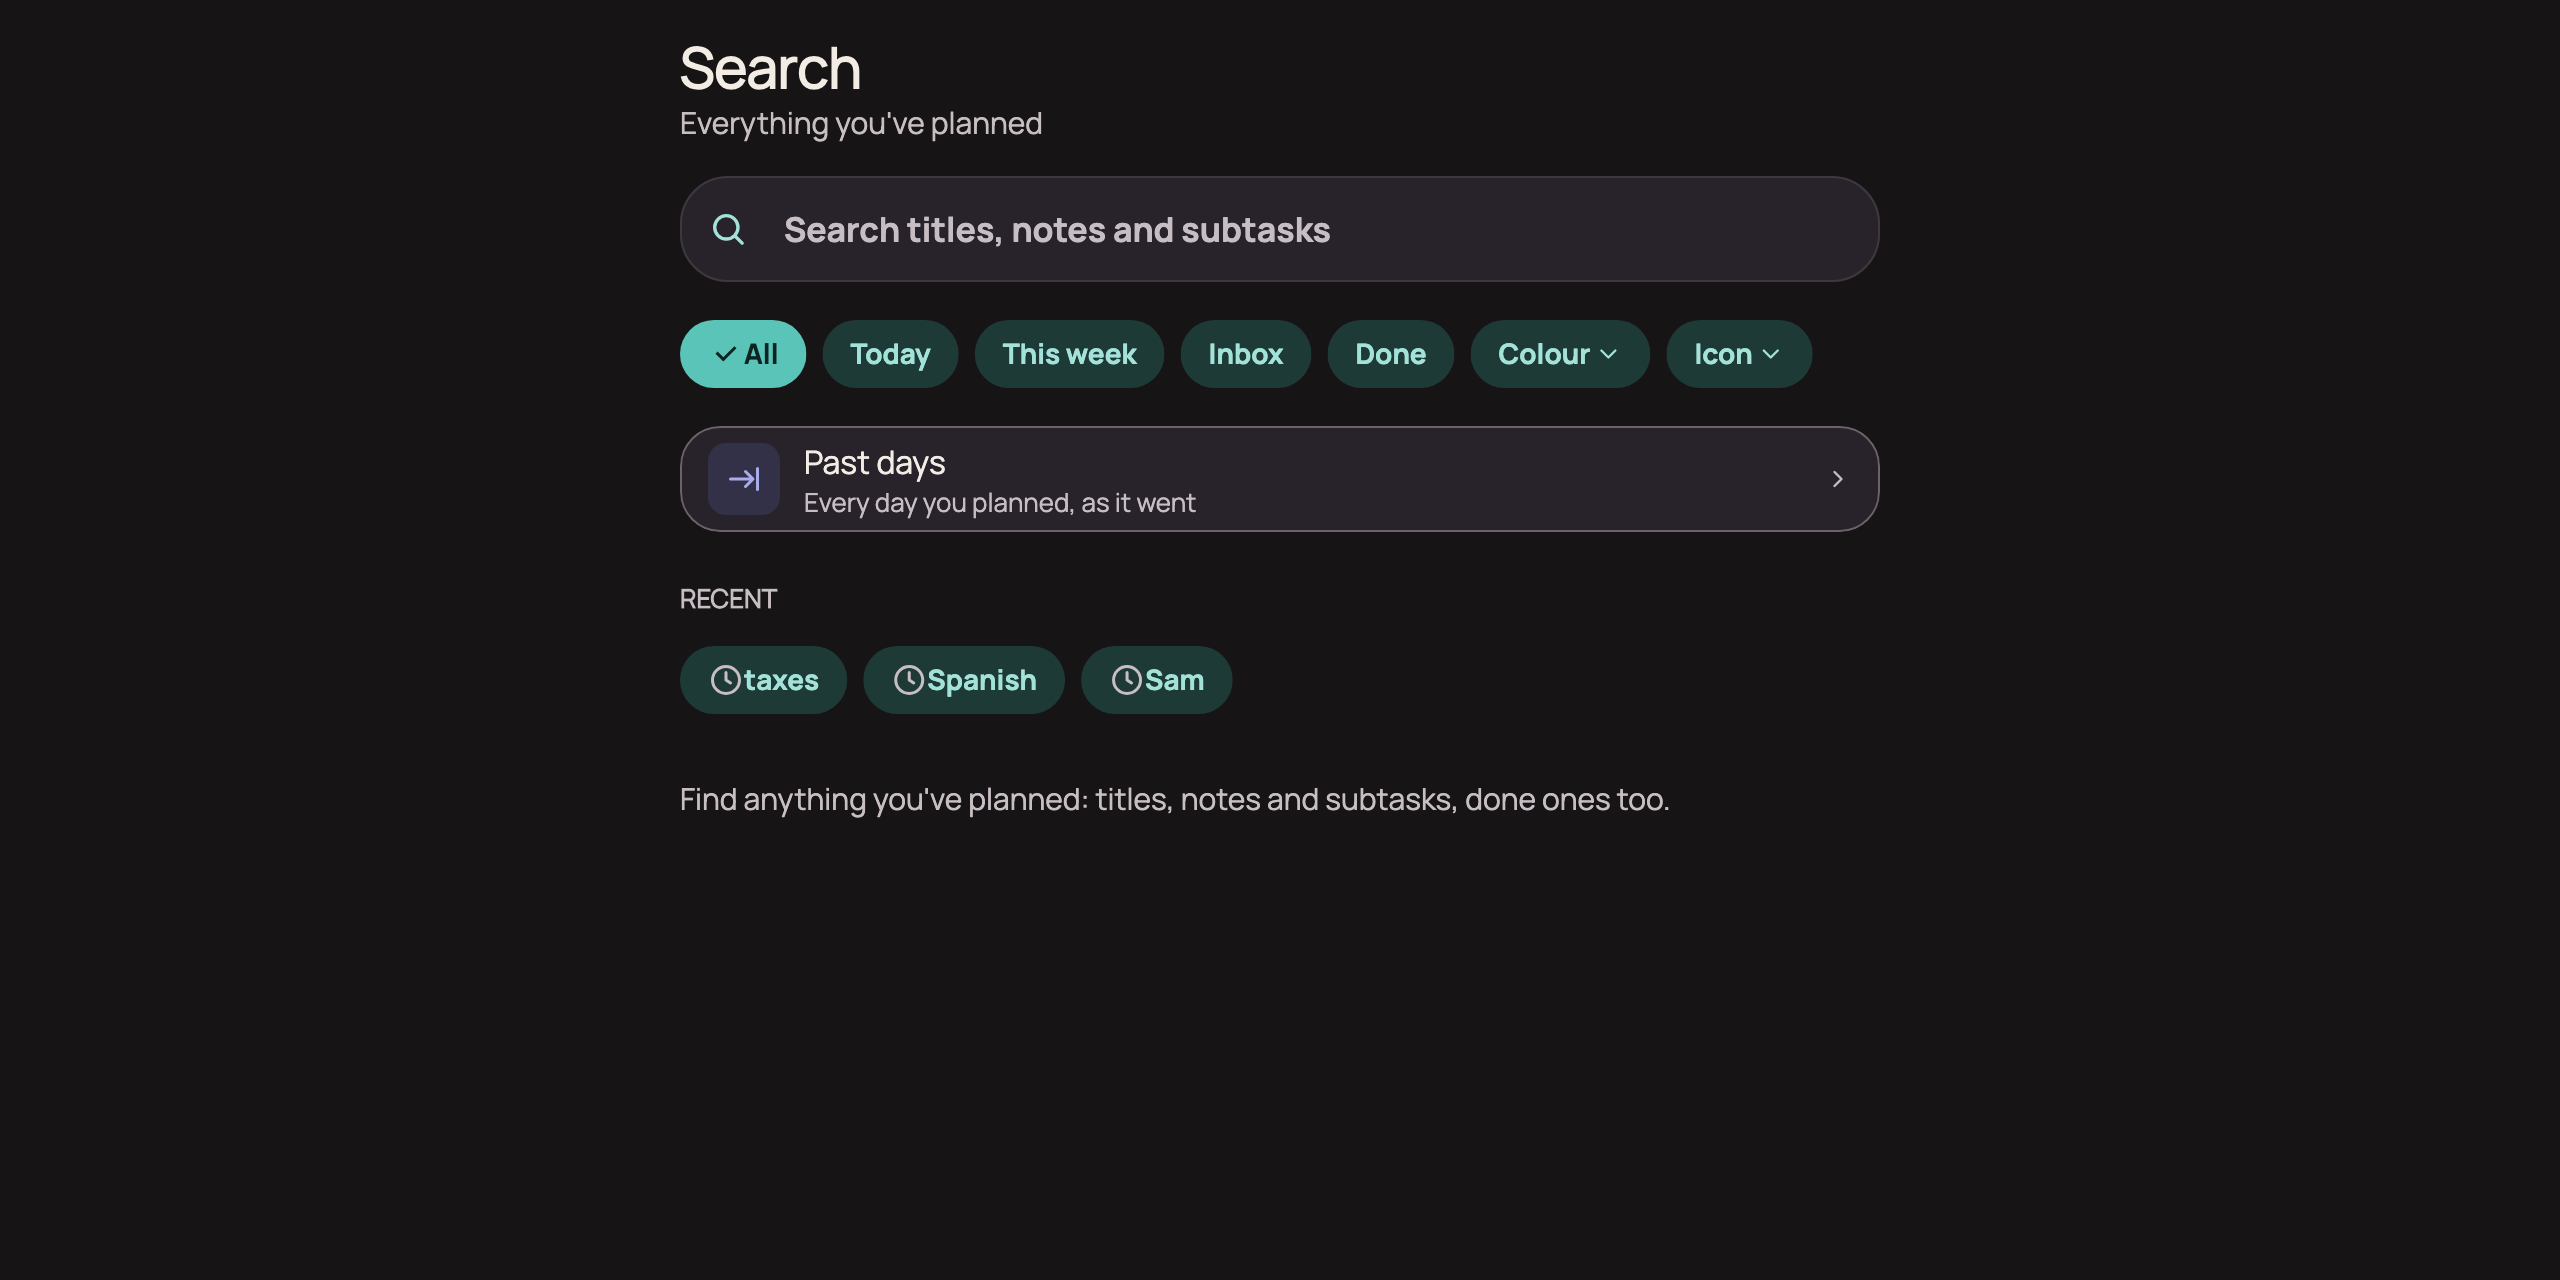 Search
Everything you've planned
Search titles, notes and subtasks
All Today This week Inbox Done Colour Icon
Past days
Every day you planned, as it went
RECENT
taxes Spanish Sam
Find anything you've planned: titles, notes and subtasks, done ones too.